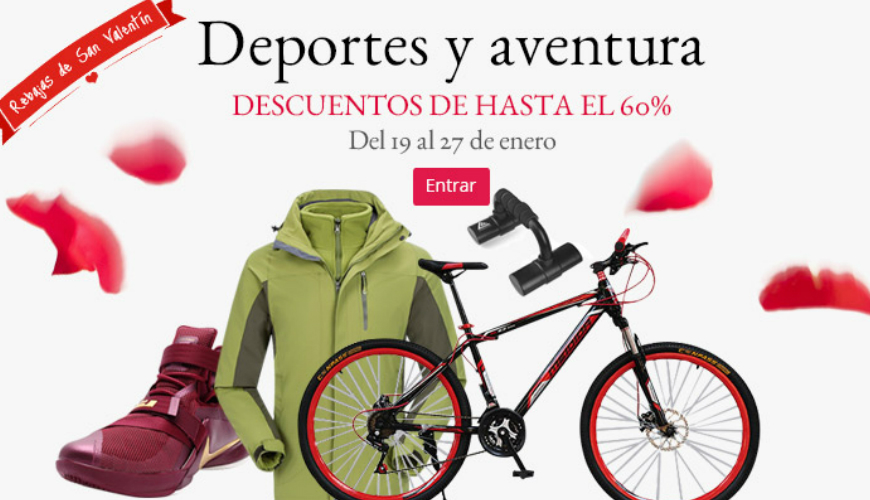 Rebajas de San Valentín
Deportes y aventura
DESCUENTOS DE HASTA EL 60%
Del 19 al 27 de enero
Entrar